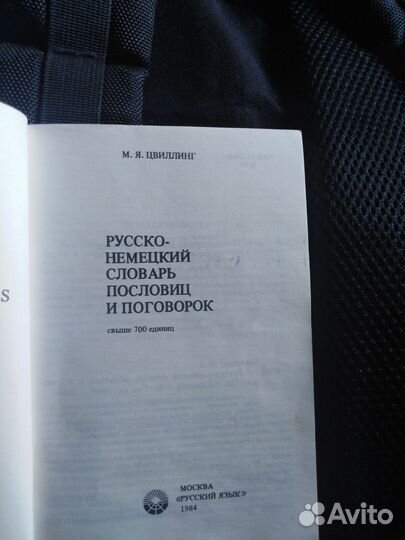 S
М. Я. ЦВИЛЛИНГ
РУССКО-
НЕМЕЦКИЙ
СЛОВАРЬ
ПОСЛОВИЦ
И ПОГОВОРОК
свыше 700 единиц
МОСКВА
«РУССКИЙ ЯЗЫК»
1984
Avito